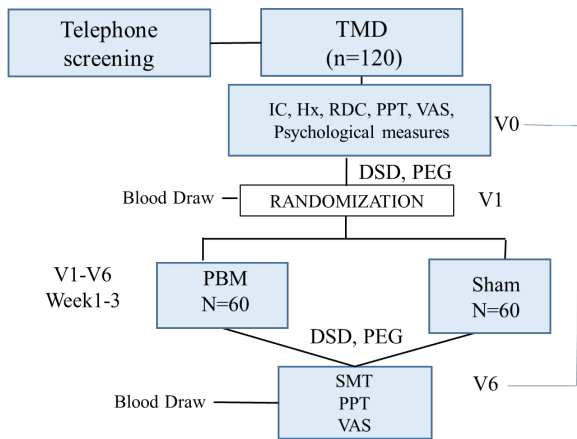 Telephone
screening
TMD
(n=120)
IC, Hx, RDC, PPT, VAS,
Psychological measures
V0
DSD, PEG
Blood Draw
RANDOMIZATION
V1
V1-V6
Week1-3
PBM
N=60
Sham
N=60
DSD, PEG
SMT
PPT
VAS
V6
Blood Draw